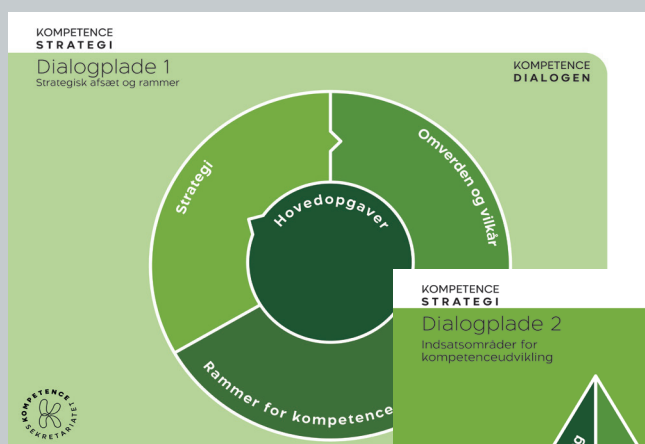 KOMPETENCE
STRATEGI
Dialogplade 1
Strategisk afsæt og rammer
KOMPETENCE
DIALOGEN
Strategi
Omverden og vilkår
Hovedopgaver
Rammer for kompetence
KOMPETENCE
SEKRETARIATET
KOMPETENCE
STRATEGI
Dialogplade 2
Indsatsområder for
kompetenceudvikling